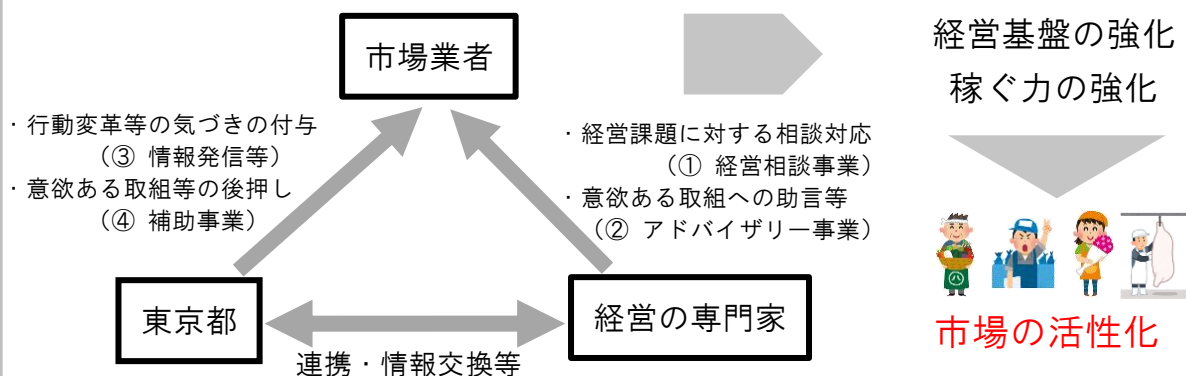 市場業者
経営基盤の強化
稼ぐ力の強化
・行動変革等の気づきの付与
（③ 情報発信等）
・意欲ある取組等の後押し
（④ 補助事業）
・経営課題に対する相談対応
（① 経営相談事業）
・意欲ある取組への助言等
（② アドバイザリー事業）
東京都
経営の専門家
連携・情報交換等
八
市場の活性化